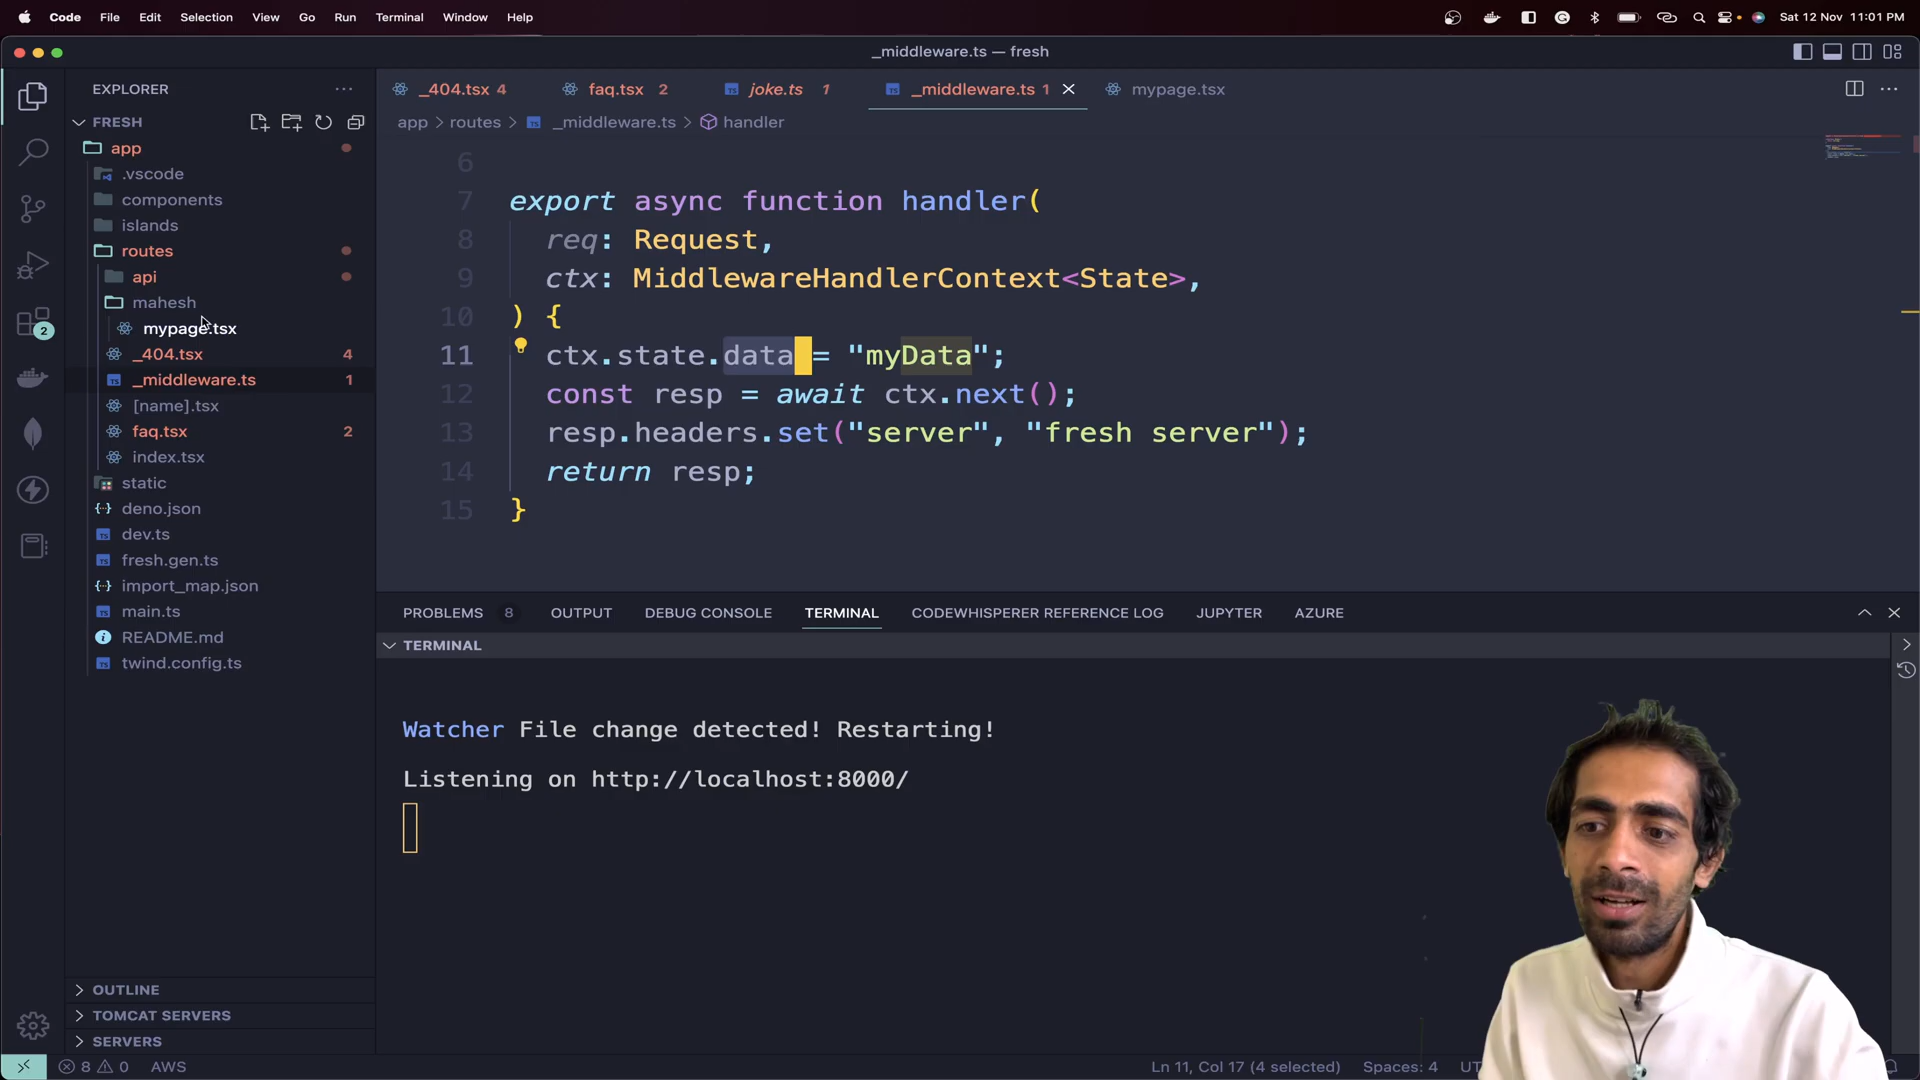 Code File Edit Selection View Go Run Terminal Window Help Sat 12 Nov 11:01 PM
_middleware.ts — fresh
EXPLORER
_404.tsx 4 faq.tsx 2 joke.ts 1 _middleware.ts 1 mypage.tsx
FRESH
app > routes > _middleware.ts > handler
app
.vscode
components
islands
routes
api
mahesh
mypage.tsx
_404.tsx 4
_middleware.ts 1
[name].tsx
faq.tsx 2
index.tsx
static
deno.json
dev.ts
fresh.gen.ts
import_map.json
main.ts
README.md
twind.config.ts
OUTLINE
TOMCAT SERVERS
SERVERS
2
6
7 export async function handler(
8 req: Request,
9 ctx: MiddlewareHandlerContext<State>,
10 ) {
11 ctx.state.data = "myData";
12 const resp = await ctx.next();
13 resp.headers.set("server", "fresh server");
14 return resp;
15 }
PROBLEMS 8 OUTPUT DEBUG CONSOLE TERMINAL CODEWHISPERER REFERENCE LOG JUPYTER AZURE
TERMINAL
Watcher File change detected! Restarting!
Listening on http://localhost:8000/
8 0 AWS Ln 11, Col 17 (4 selected) Spaces: 4